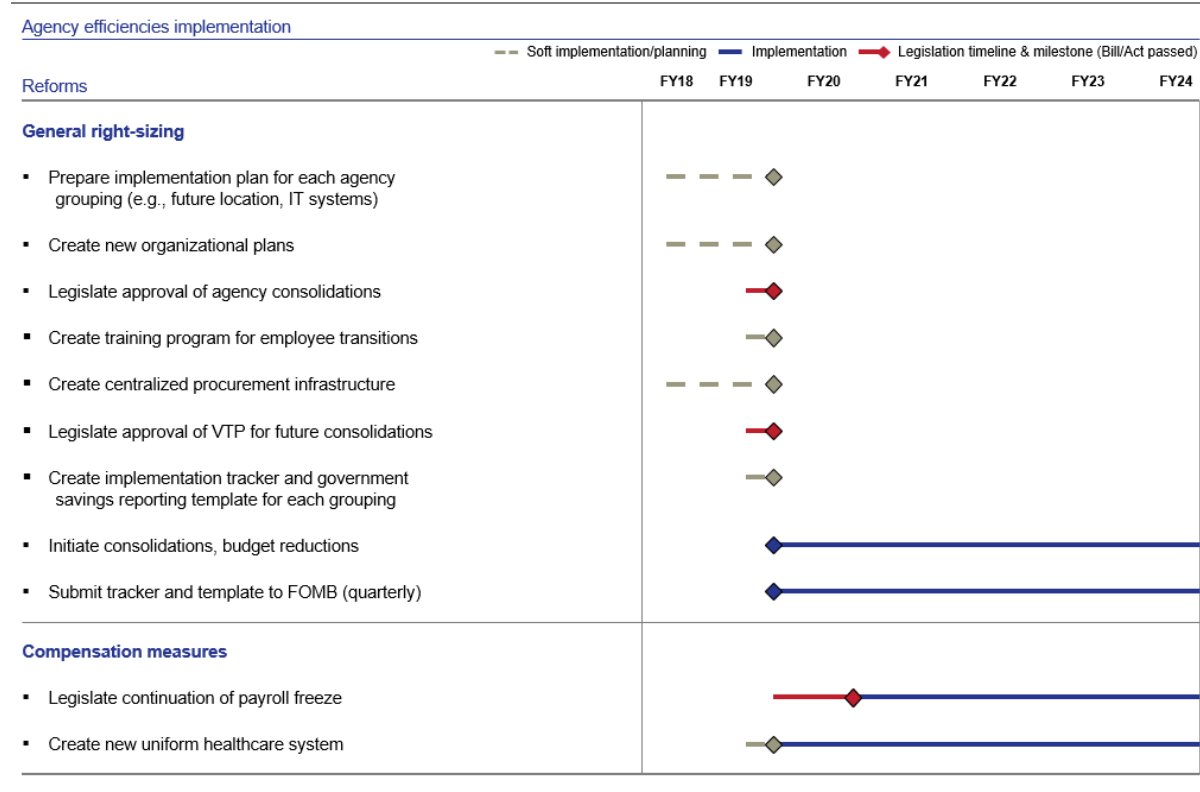 Agency efficiencies implementation
Soft implementation/planning Implementation Legislation timeline & milestone (Bill/Act passed)
Reforms FY18 FY19 FY20 FY21 FY22 FY23 FY24
General right-sizing
▪ Prepare implementation plan for each agency
grouping (e.g., future location, IT systems)
▪ Create new organizational plans
▪ Legislate approval of agency consolidations
▪ Create training program for employee transitions
▪ Create centralized procurement infrastructure
▪ Legislate approval of VTP for future consolidations
▪ Create implementation tracker and government
savings reporting template for each grouping
▪ Initiate consolidations, budget reductions
▪ Submit tracker and template to FOMB (quarterly)
Compensation measures
▪ Legislate continuation of payroll freeze
▪ Create new uniform healthcare system